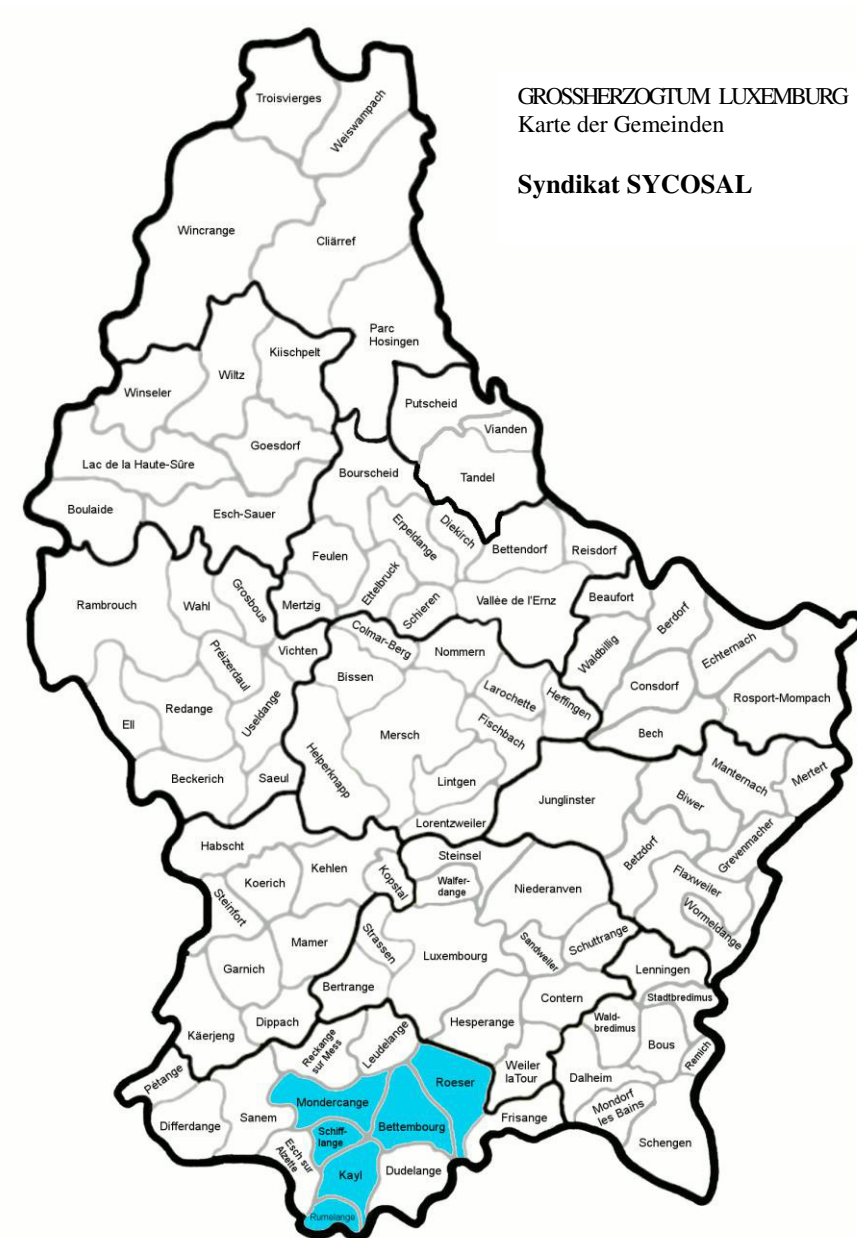 GROSSHERZOGTUM LUXEMBURG
Karte der Gemeinden
Syndikat SYCOSAL
Troisvierges
Weiswampach
Wincrange
Cliärref
Parc
Hosingen
Kiischpelt
Wiltz
Winseler
Putscheid
Vianden
Goesdorf
Lac de la Haute-Sûre
Bourscheid
Tandel
Boulaide
Esch-Sauer
Erpeldange
Diekirch
Bettendorf
Reisdorf
Feulen
Ettelbruck
Rambrouch
Wahl
Grosbous
Mertzig
Schieren
Vallèe de l'Ernz
Beaufort
Berdorf
Waldbillig
Echternach
Préizerdaul
Vichten
Colmar-Berg
Nommern
Bissen
Consdorf
Rosport-Mompach
Ell
Redange
Useldange
Larochette
Heffingen
Mersch
Fischbach
Bech
Helperknapp
Beckerich
Saeul
Lintgen
Manternach
Mertert
Junglinster
Biwer
Lorentzweiler
Grevenmacher
Habscht
Steinsel
Betzdorf
Kehlen
Koerich
Kopstal
Walfer-
dange
Niederanven
Flaxweiler
Steinfort
Wormeldange
Mamer
Strassen
Luxembourg
Sandweiler
Schuttrange
Garnich
Lenningen
Bertrange
Stadtbredimus
Contern
Käerjeng
Dippach
Hesperange
Wald-
bredimus
Bous
Remich
Reckange
sur Mess
Leudelange
Weiler
laTour
Pétange
Roeser
Dalheim
Mondercange
Mondorf
les Bains
Differdange
Sanem
Bettembourg
Frisange
Schiff-
lange
Schengen
Esch sur
Alzette
Kayl
Dudelange
Rumelange